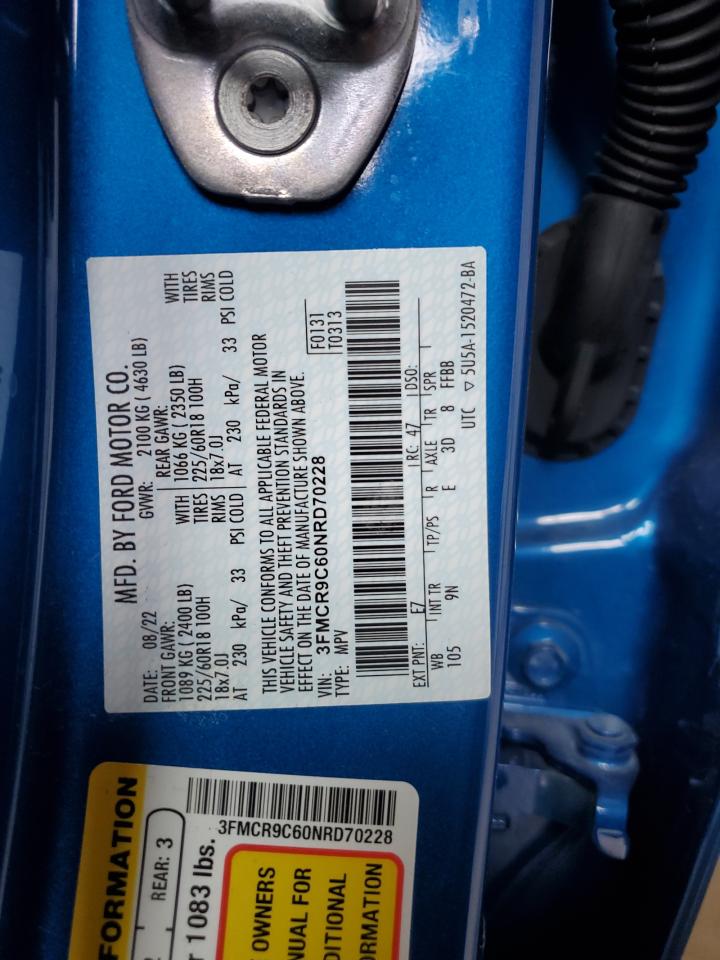 MFD. BY FORD MOTOR CO.
DATE: 08/22 GVWR: 2100 KG ( 4630 LB)
FRONT GAWR: REAR GAWR:
1089 KG ( 2400 LB) WITH 1066 KG ( 2350 LB) WITH
225/60R18 100H TIRES 225/60R18 100H TIRES
18x7.0J RIMS 18x7.0J RIMS
AT 230 kPa/ 33 PSI COLD AT 230 kPa/ 33 PSI COLD
THIS VEHICLE CONFORMS TO ALL APPLICABLE FEDERAL MOTOR
VEHICLE SAFETY AND THEFT PREVENTION STANDARDS IN
EFFECT ON THE DATE OF MANUFACTURE SHOWN ABOVE.
VIN: 3FMCR9C60NRD70228 F0131
TYPE: MPV T0313
EXT PNT: E7 RC: 47 DSO:
WB INT TR TP/PS R AXLE TR SPR
105 9N E 3D 8 FFBB
UTC ▽ 5U5A-1520472-BA
FORMATION
REAR: 3
1083 lbs.
3FMCR9C60NRD70228
OWNERS
NUAL FOR
DITIONAL
ORMATION